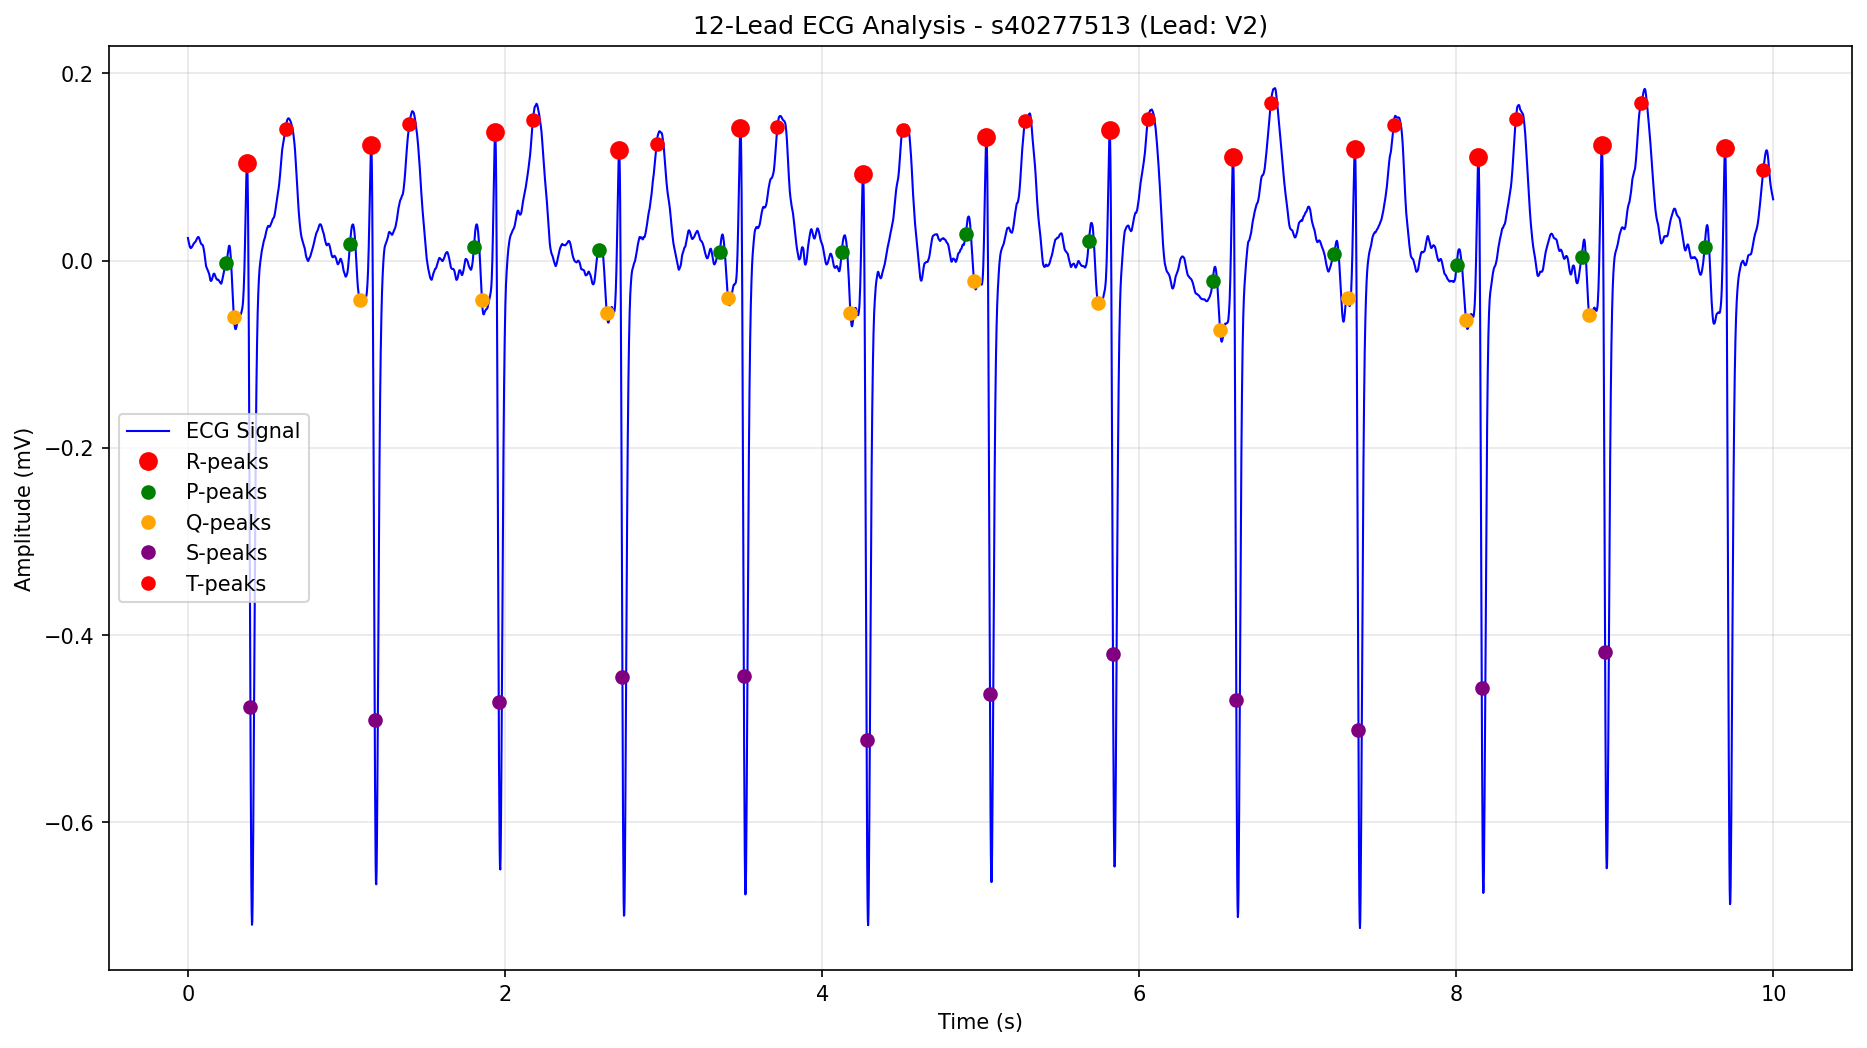 12-Lead ECG Analysis - s40277513 (Lead: V2)
0.2
0.0
−0.2
−0.4
−0.6
Amplitude (mV)
ECG Signal
R-peaks
P-peaks
Q-peaks
S-peaks
T-peaks
0 2 4 6 8 10
Time (s)